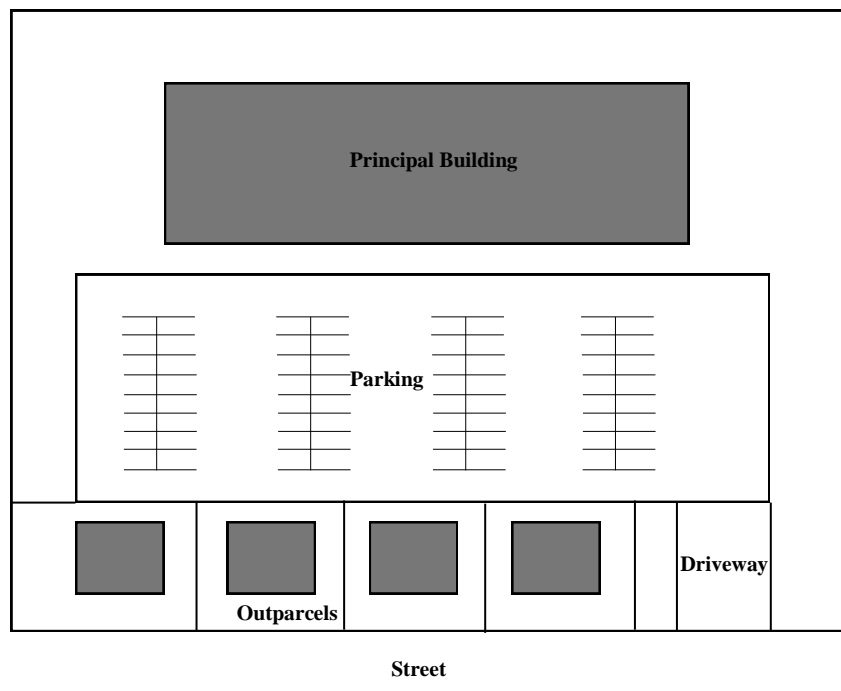 Principal Building
Parking
Driveway
Outparcels
Street